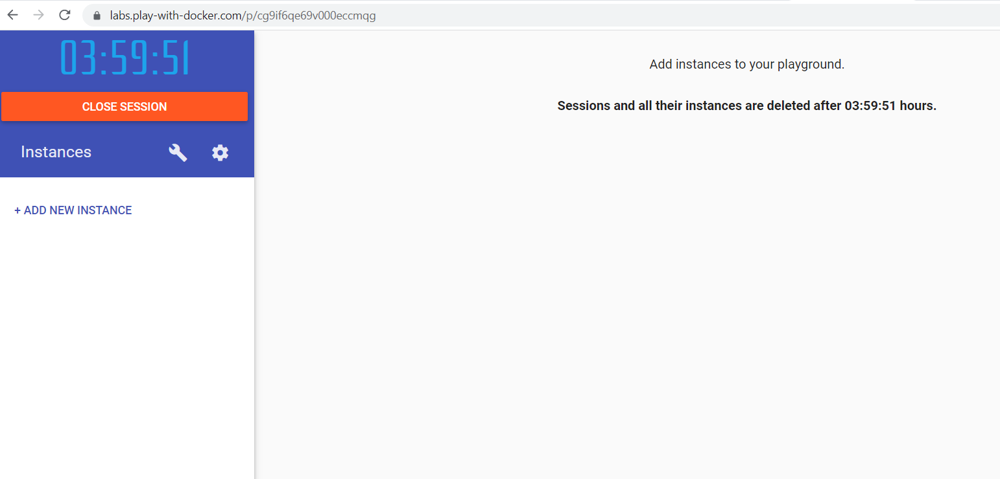 labs.play-with-docker.com/p/cg9if6qe69v000eccmqg
03:59:51
CLOSE SESSION
Instances
+ ADD NEW INSTANCE
Add instances to your playground.
Sessions and all their instances are deleted after 03:59:51 hours.